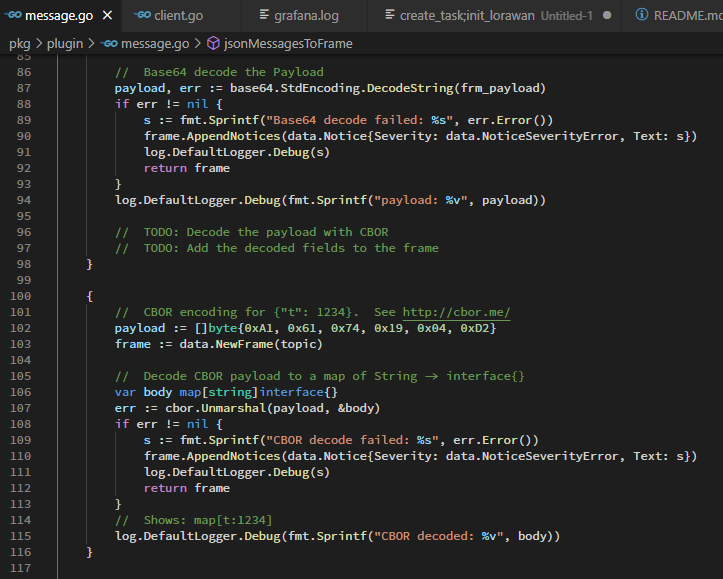 message.go client.go grafana.log create_task;init_lorawan Untitled-1 README.md
pkg > plugin > message.go > jsonMessagesToFrame
85
86 // Base64 decode the Payload
87 payload, err := base64.StdEncoding.DecodeString(frm_payload)
88 if err != nil {
89 s := fmt.Sprintf("Base64 decode failed: %s", err.Error())
90 frame.AppendNotices(data.Notice{Severity: data.NoticeSeverityError, Text: s})
91 log.DefaultLogger.Debug(s)
92 return frame
93 }
94 log.DefaultLogger.Debug(fmt.Sprintf("payload: %v", payload))
95
96 // TODO: Decode the payload with CBOR
97 // TODO: Add the decoded fields to the frame
98 }
99
100 {
101 // CBOR encoding for {"t": 1234}. See http://cbor.me/
102 payload := []byte{0xA1, 0x61, 0x74, 0x19, 0x04, 0xD2}
103 frame := data.NewFrame(topic)
104
105 // Decode CBOR payload to a map of String → interface{}
106 var body map[string]interface{}
107 err := cbor.Unmarshal(payload, &body)
108 if err != nil {
109 s := fmt.Sprintf("CBOR decode failed: %s", err.Error())
110 frame.AppendNotices(data.Notice{Severity: data.NoticeSeverityError, Text: s})
111 log.DefaultLogger.Debug(s)
112 return frame
113 }
114 // Shows: map[t:1234]
115 log.DefaultLogger.Debug(fmt.Sprintf("CBOR decoded: %v", body))
116 }
117